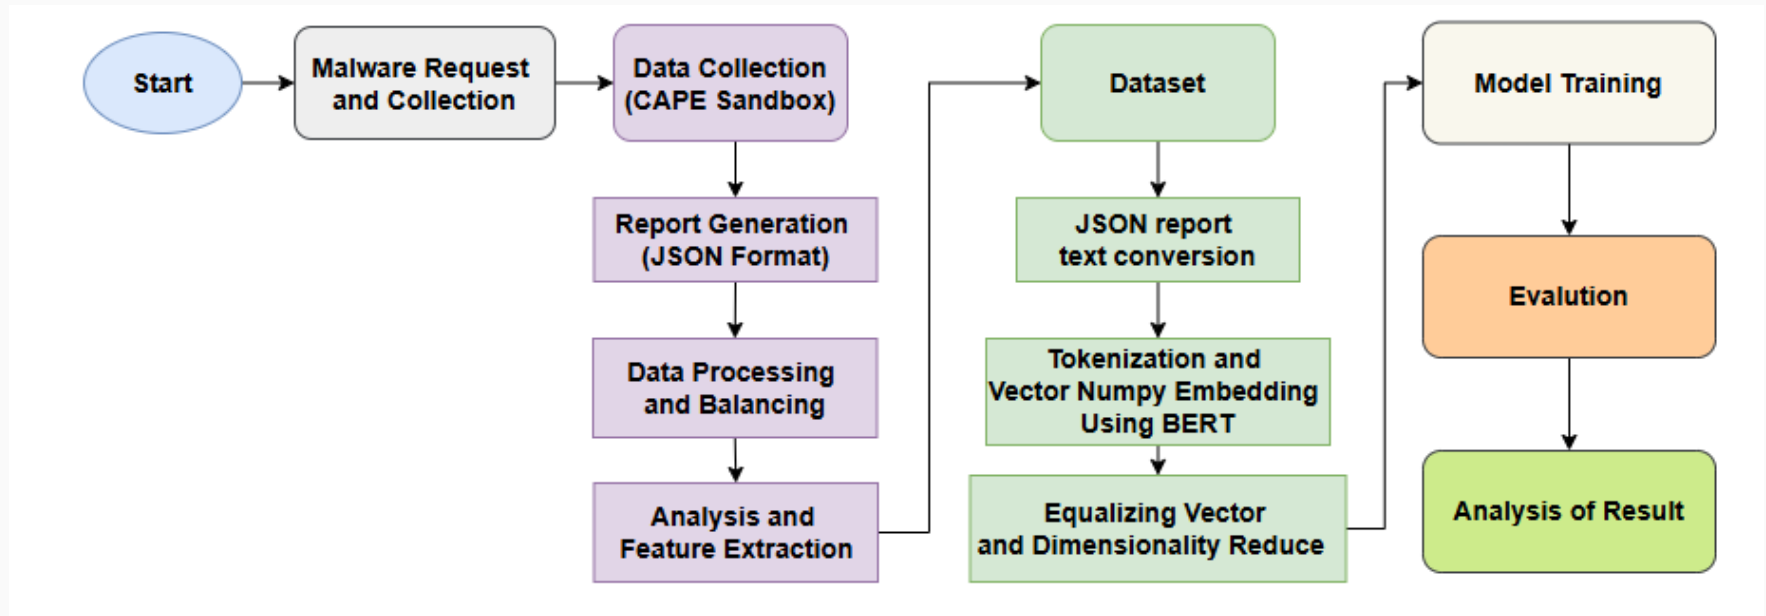 Start
Malware Request
and Collection
Data Collection
(CAPE Sandbox)
Report Generation
(JSON Format)
Data Processing
and Balancing
Analysis and
Feature Extraction
Dataset
JSON report
text conversion
Tokenization and
Vector Numpy Embedding
Using BERT
Equalizing Vector
and Dimensionality Reduce
Model Training
Evalution
Analysis of Result